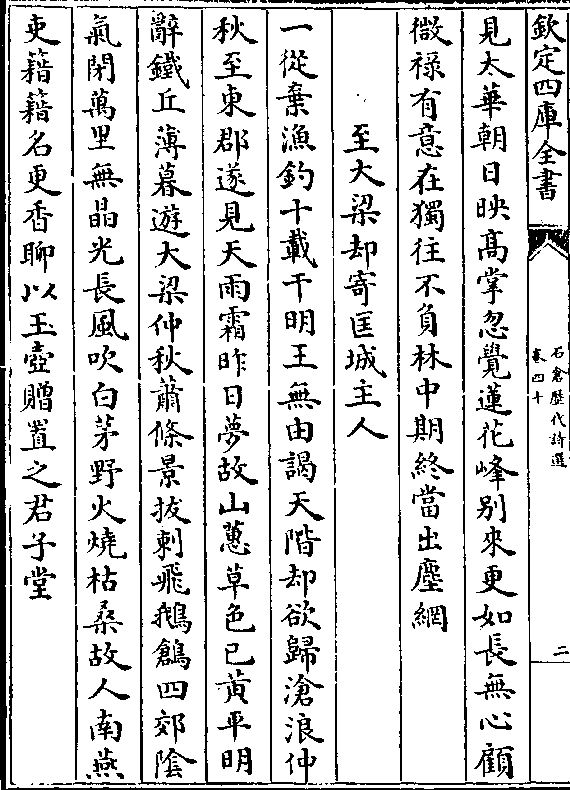 欽定四庫全書
石倉歷代詩選
卷四十
二
見太華朝日映高掌忽覺蓮花峰别來更如長無心顧
微禄有意在獨往不負林中期終當出塵網
至大梁却寄匡城主人
一從棄漁釣十載干明王無由謁天階却欲歸滄浪仲
秋至東郡遂見天雨霜昨日夢故山蕙草色已黄平明
辭鐵丘薄暮遊大梁仲秋蕭條景拔剌飛鵝鶬四郊陰
氣閉萬里無晶光長風吹白茅野火燒枯桑故人南燕
吏籍籍名更香聊以玉壺贈置之君子堂